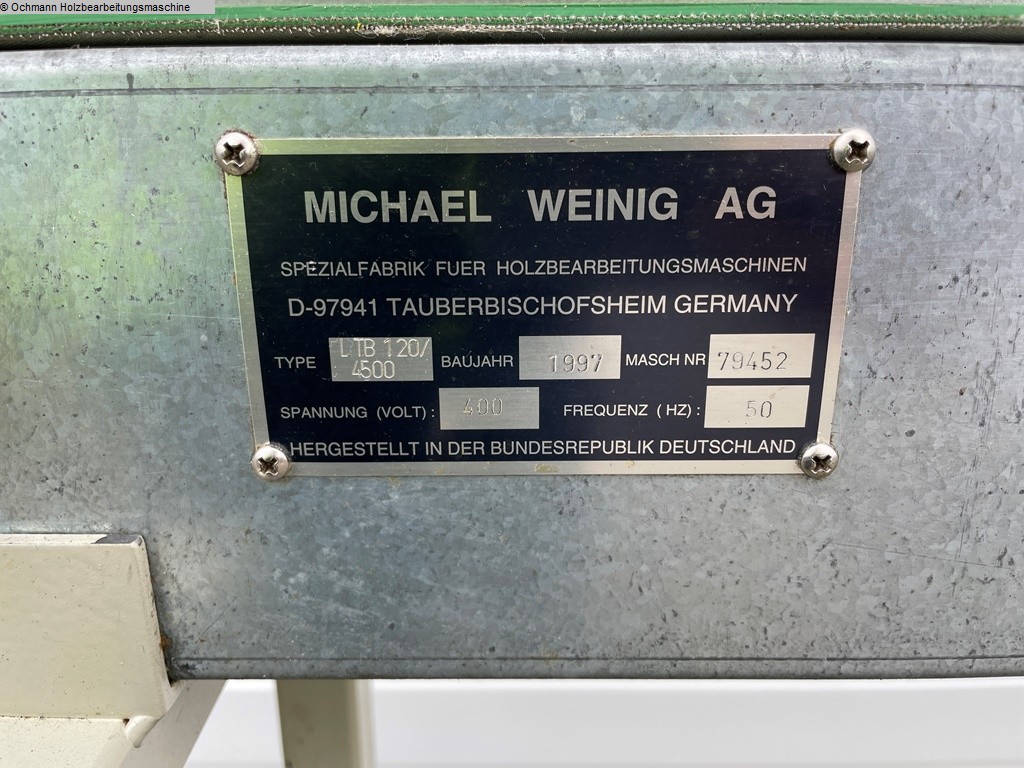 © Ochmann Holzbearbeitungsmaschine
MICHAEL WEINIG AG
SPEZIALFABRIK FUER HOLZBEARBEITUNGSMASCHINEN
D-97941 TAUBERBISCHOFSHEIM GERMANY
TYPE LTB 120/4500 BAUJAHR 1997 MASCH NR 79452
SPANNUNG (VOLT) : 400 FREQUENZ ( HZ) : 50
HERGESTELLT IN DER BUNDESREPUBLIK DEUTSCHLAND